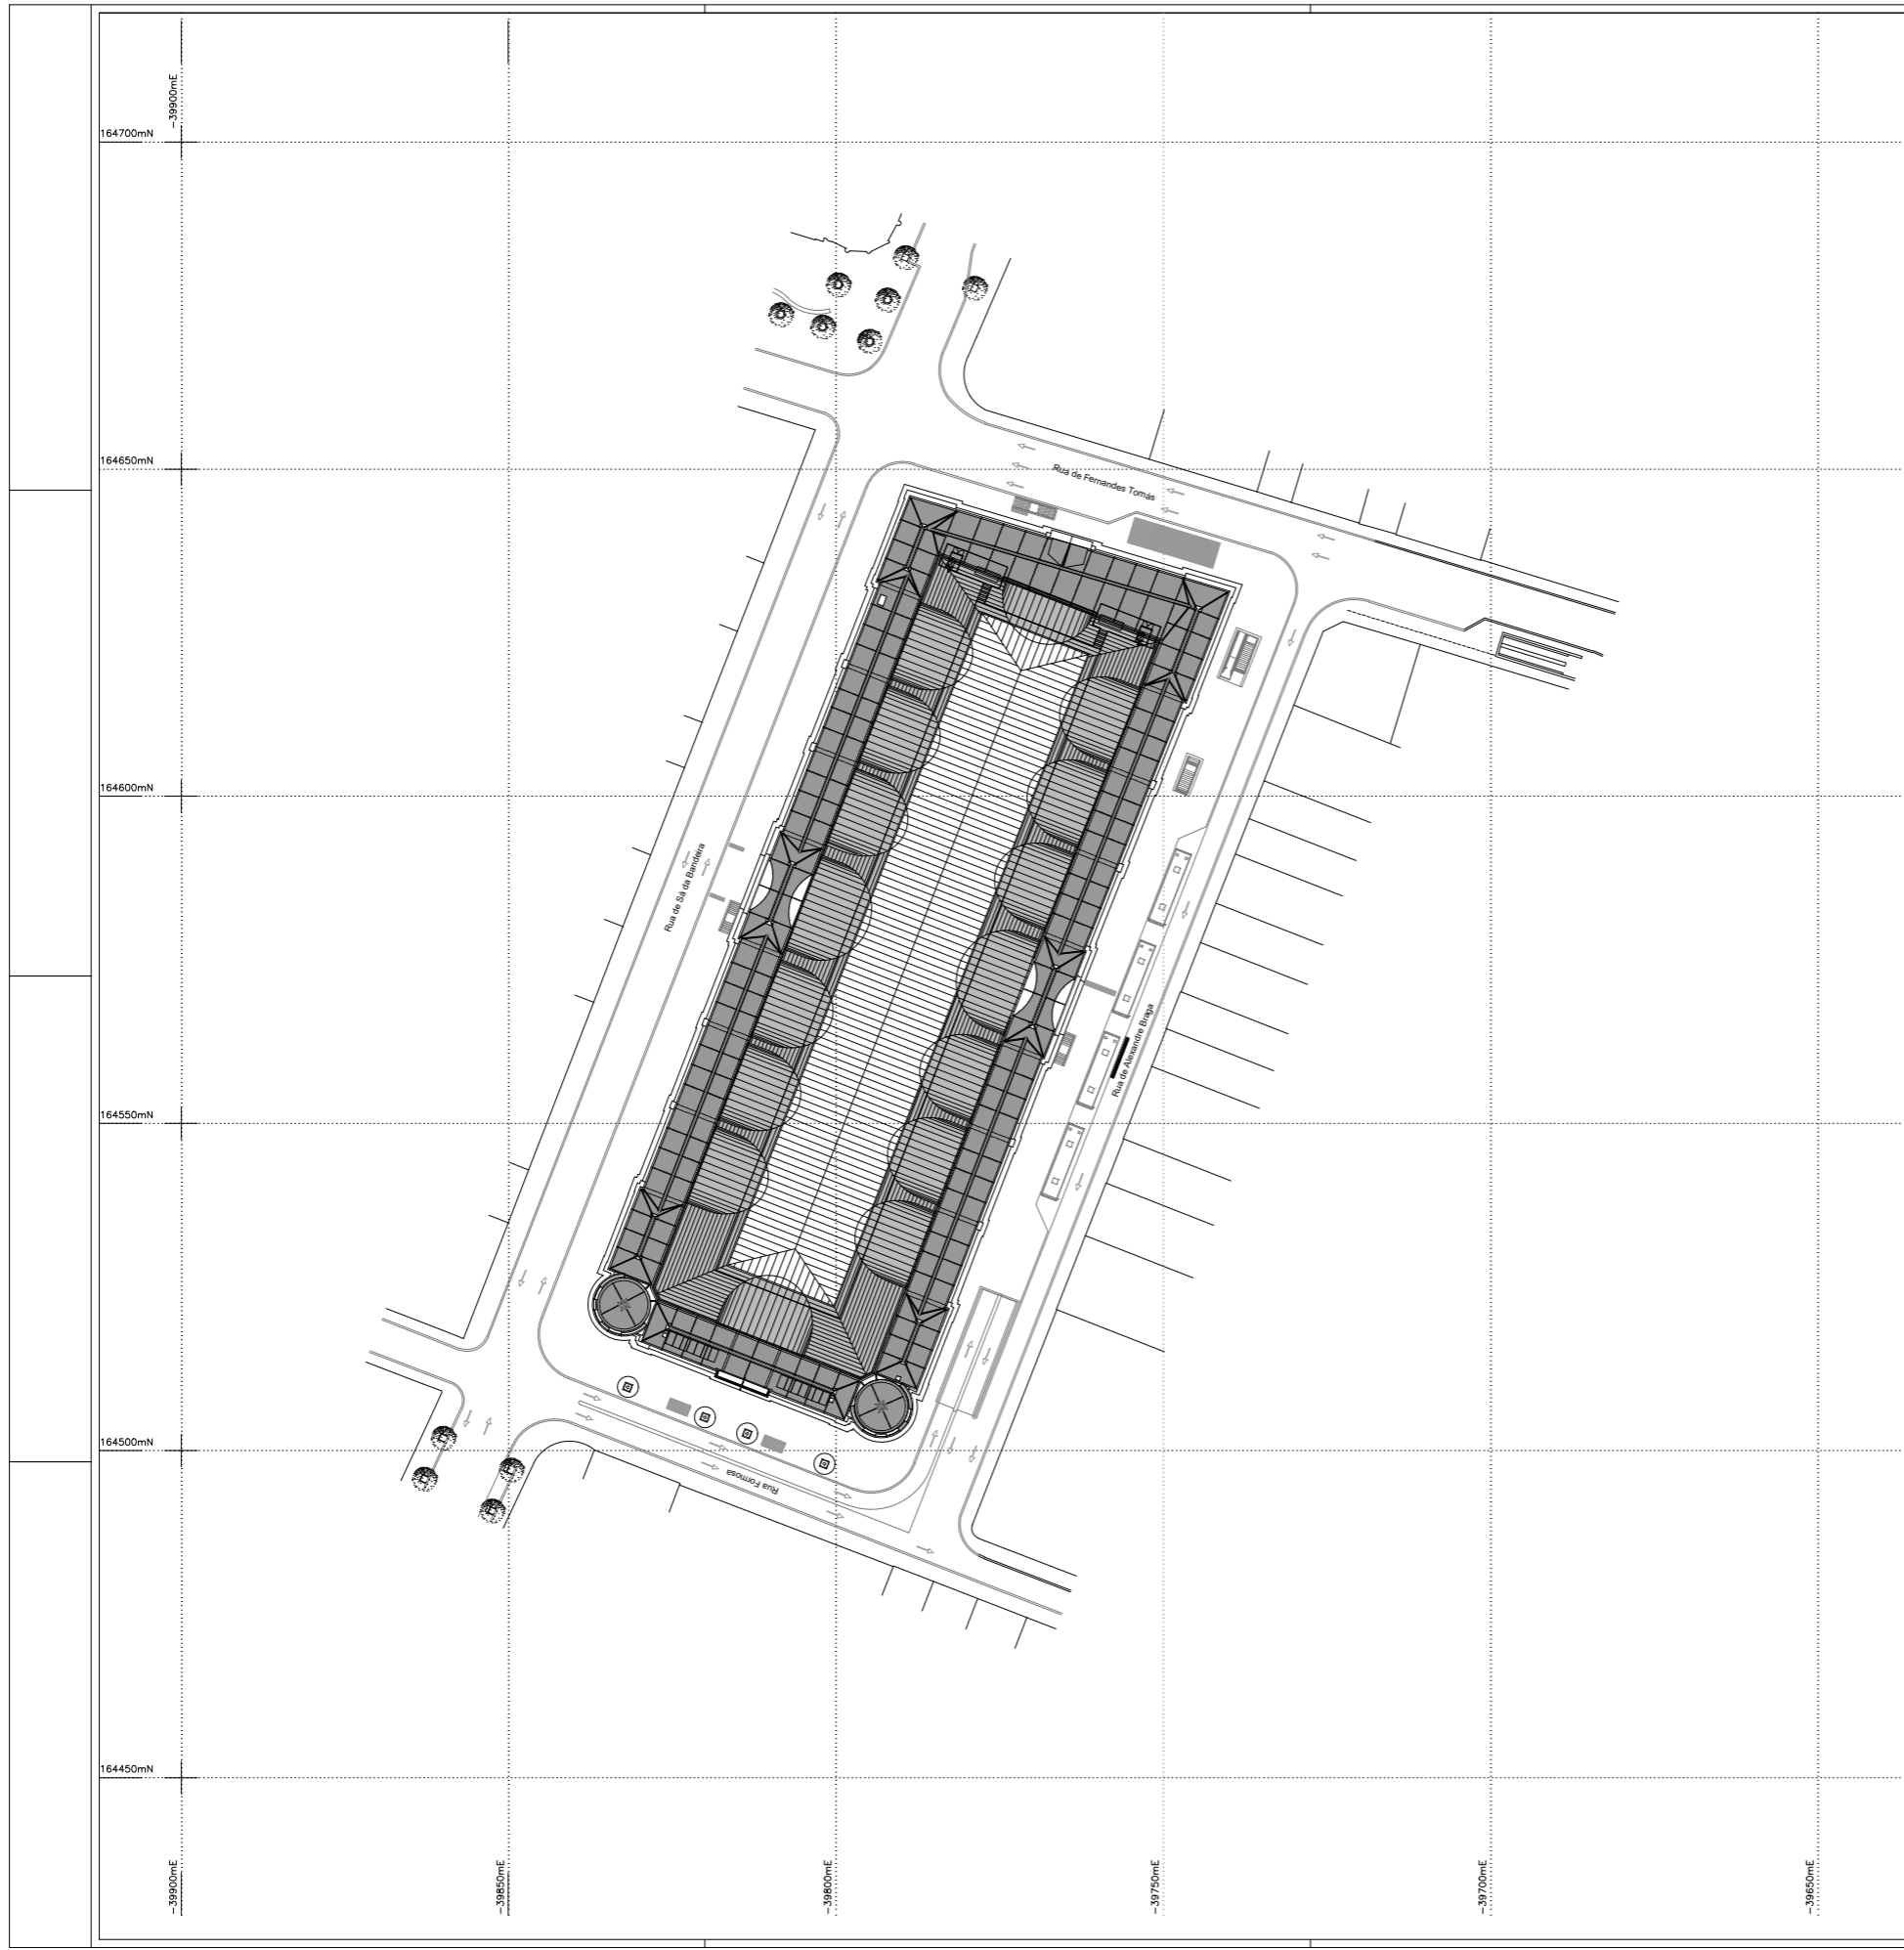 -39900mE
164700mN
164650mN
Rua de Fernandes Tomás
164600mN
Rua de Sá da Bandeira
Rua de Alexandre Braga
164550mN
164500mN
Rua Formosa
164450mN
-39900mE
-39850mE
-39800mE
-39750mE
-39700mE
-39650mE